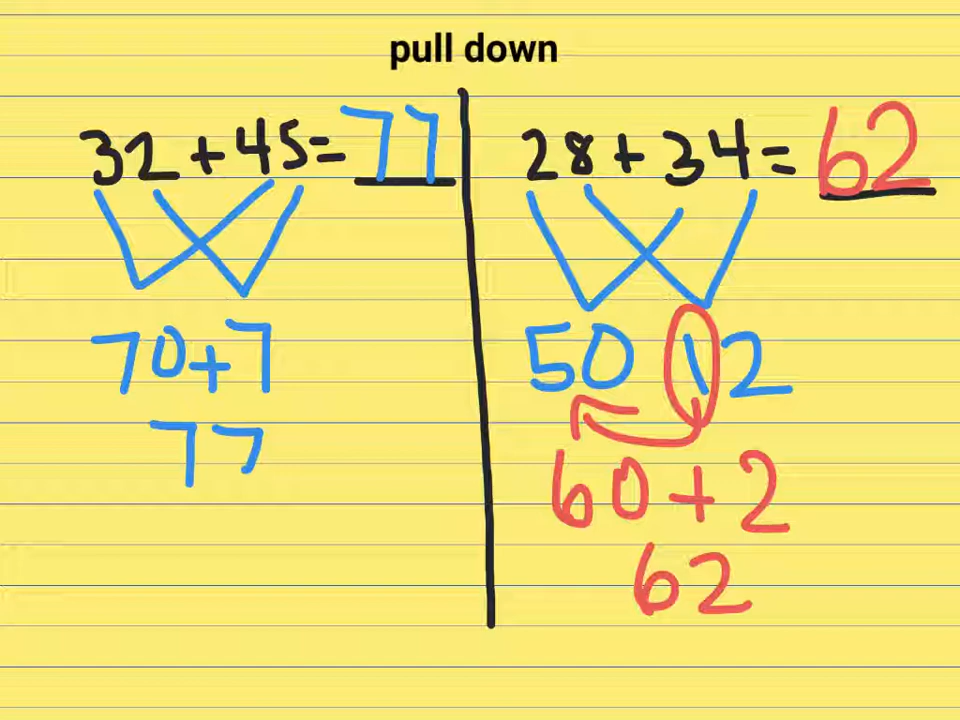 pull down
32 + 45 = 77
70 + 7
77
28 + 34 = 62
50 12
60 + 2
62